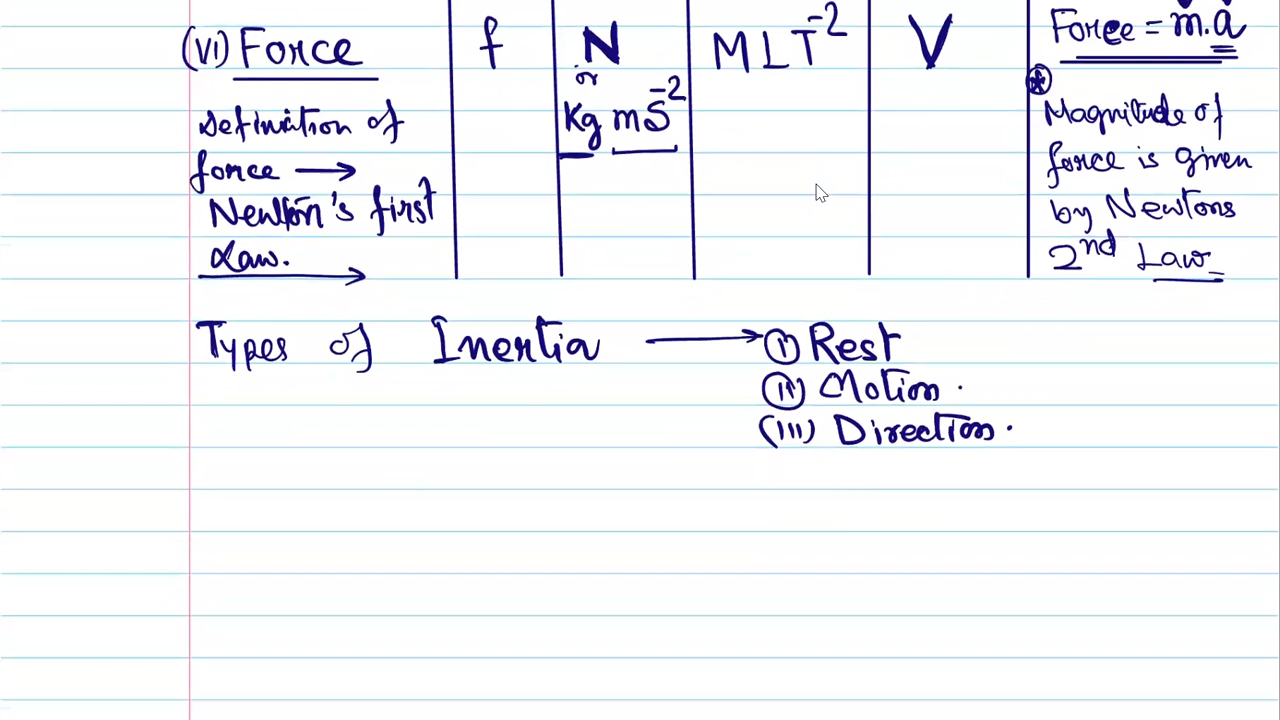 (VI) Force
f
N
or
Kg mS⁻²
MLT⁻²
V
Force = m.a
Definition of
force →
Newton's first
Law.
⊛
Magnitude of
force is given
by Newtons
2nd Law
Types of Inertia → (i) Rest
(ii) Motion.
(III) Direction.